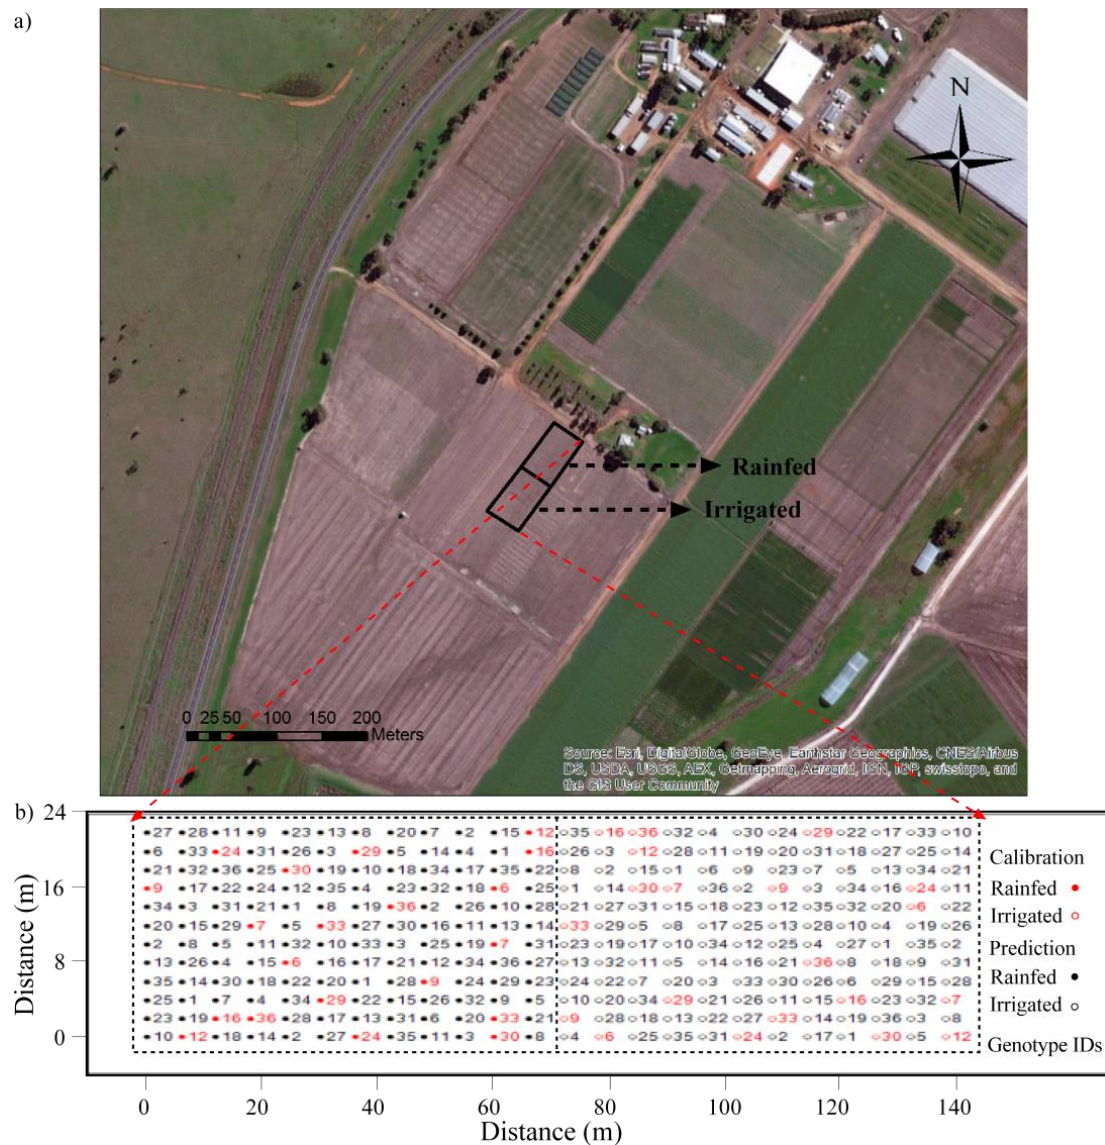 a)
N
Rainfed
Irrigated
0 25 50 100 150 200
Meters
Source: Esri, DigitalGlobe, GeoEye, Earthstar Geographics, CNES/Airbus
DS, USDA, USGS, AEX, Getmapping, Aerogrid, IGN, IGP, swisstopo, and
the GIS User Community
b)
24
16
8
0
Distance (m)
27 28 11 9 23 13 8 20 7 2 15 12 35 16 36 32 4 30 24 29 22 17 33 10
6 33 24 31 26 3 29 5 14 4 1 16 26 3 12 28 11 19 20 31 18 27 25 14
21 32 36 25 30 19 10 18 34 17 35 22 8 2 15 1 6 9 23 7 5 13 34 21
9 17 22 24 12 35 4 23 32 18 6 25 1 14 30 7 36 2 9 3 34 16 24 11
34 3 31 21 1 8 36 2 26 10 28 21 27 31 15 18 23 12 35 32 20 6 22
20 15 29 7 5 33 27 30 16 11 13 14 33 29 5 8 17 25 13 26 10 4 19 26
2 8 5 11 32 10 33 3 25 19 7 31 23 19 17 10 34 12 25 4 27 1 35 2
13 26 4 15 6 16 17 21 12 34 36 27 13 32 11 5 14 16 21 36 8 18 9 31
35 14 30 18 22 20 1 28 9 24 29 23 24 22 7 20 30 33 3 29 6 15 28
25 1 7 4 34 29 22 15 26 32 9 5 10 20 34 29 21 26 11 15 16 23 32 7
2 23 19 16 36 28 17 13 31 6 20 33 21 9 28 18 13 22 27 33 14 19 36 3 8
10 12 18 14 2 27 24 35 11 3 30 8 4 6 25 35 31 24 2 17 1 30 5 12
Calibration
Rainfed
Irrigated
Prediction
Rainfed
Irrigated
Genotype IDs
0 20 40 60 80 100 120 140
Distance (m)